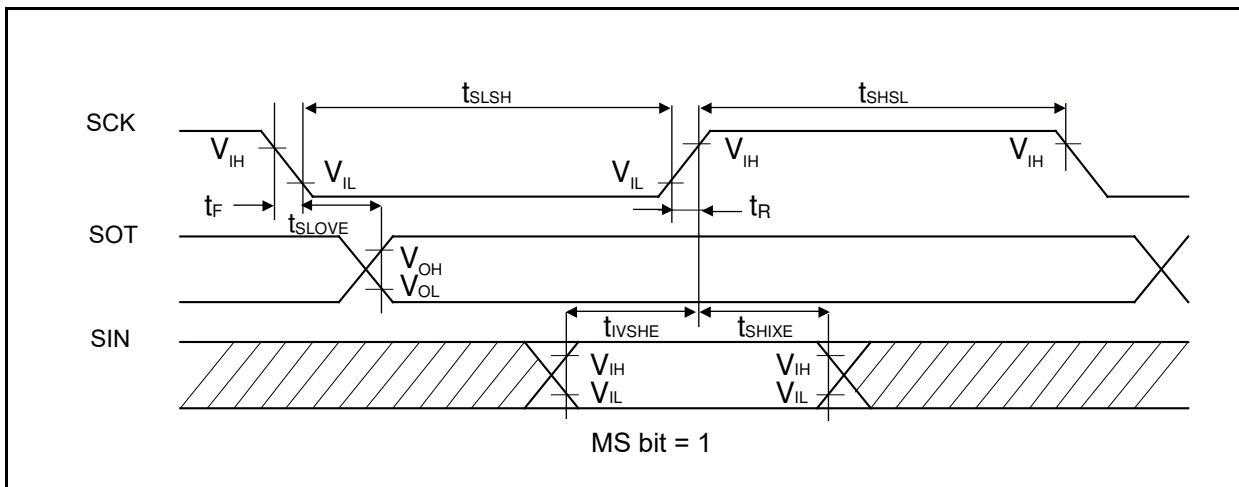 tSLSH
tSHSL
SCK
VIH
VIL
VIL
VIH
VIH
tF
tSLOVE
tR
SOT
VOH
VOL
tIVSHE
tSHIXE
SIN
VIH
VIH
VIL
VIL
MS bit = 1